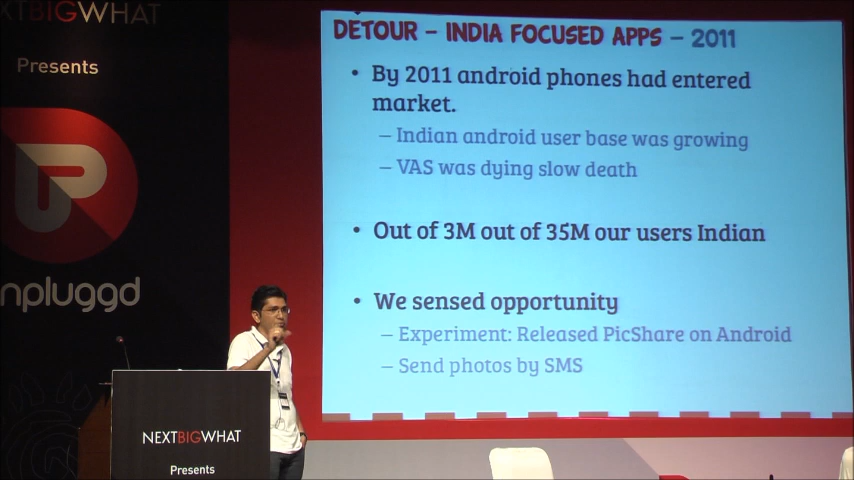 NEXTBIGWHAT
Presents
npluggd
DETOUR – INDIA FOCUSED APPS – 2011
• By 2011 android phones had entered
market.
– Indian android user base was growing
– VAS was dying slow death
• Out of 3M out of 35M our users Indian
• We sensed opportunity
– Experiment: Released PicShare on Android
– Send photos by SMS
NEXTBIGWHAT
Presents